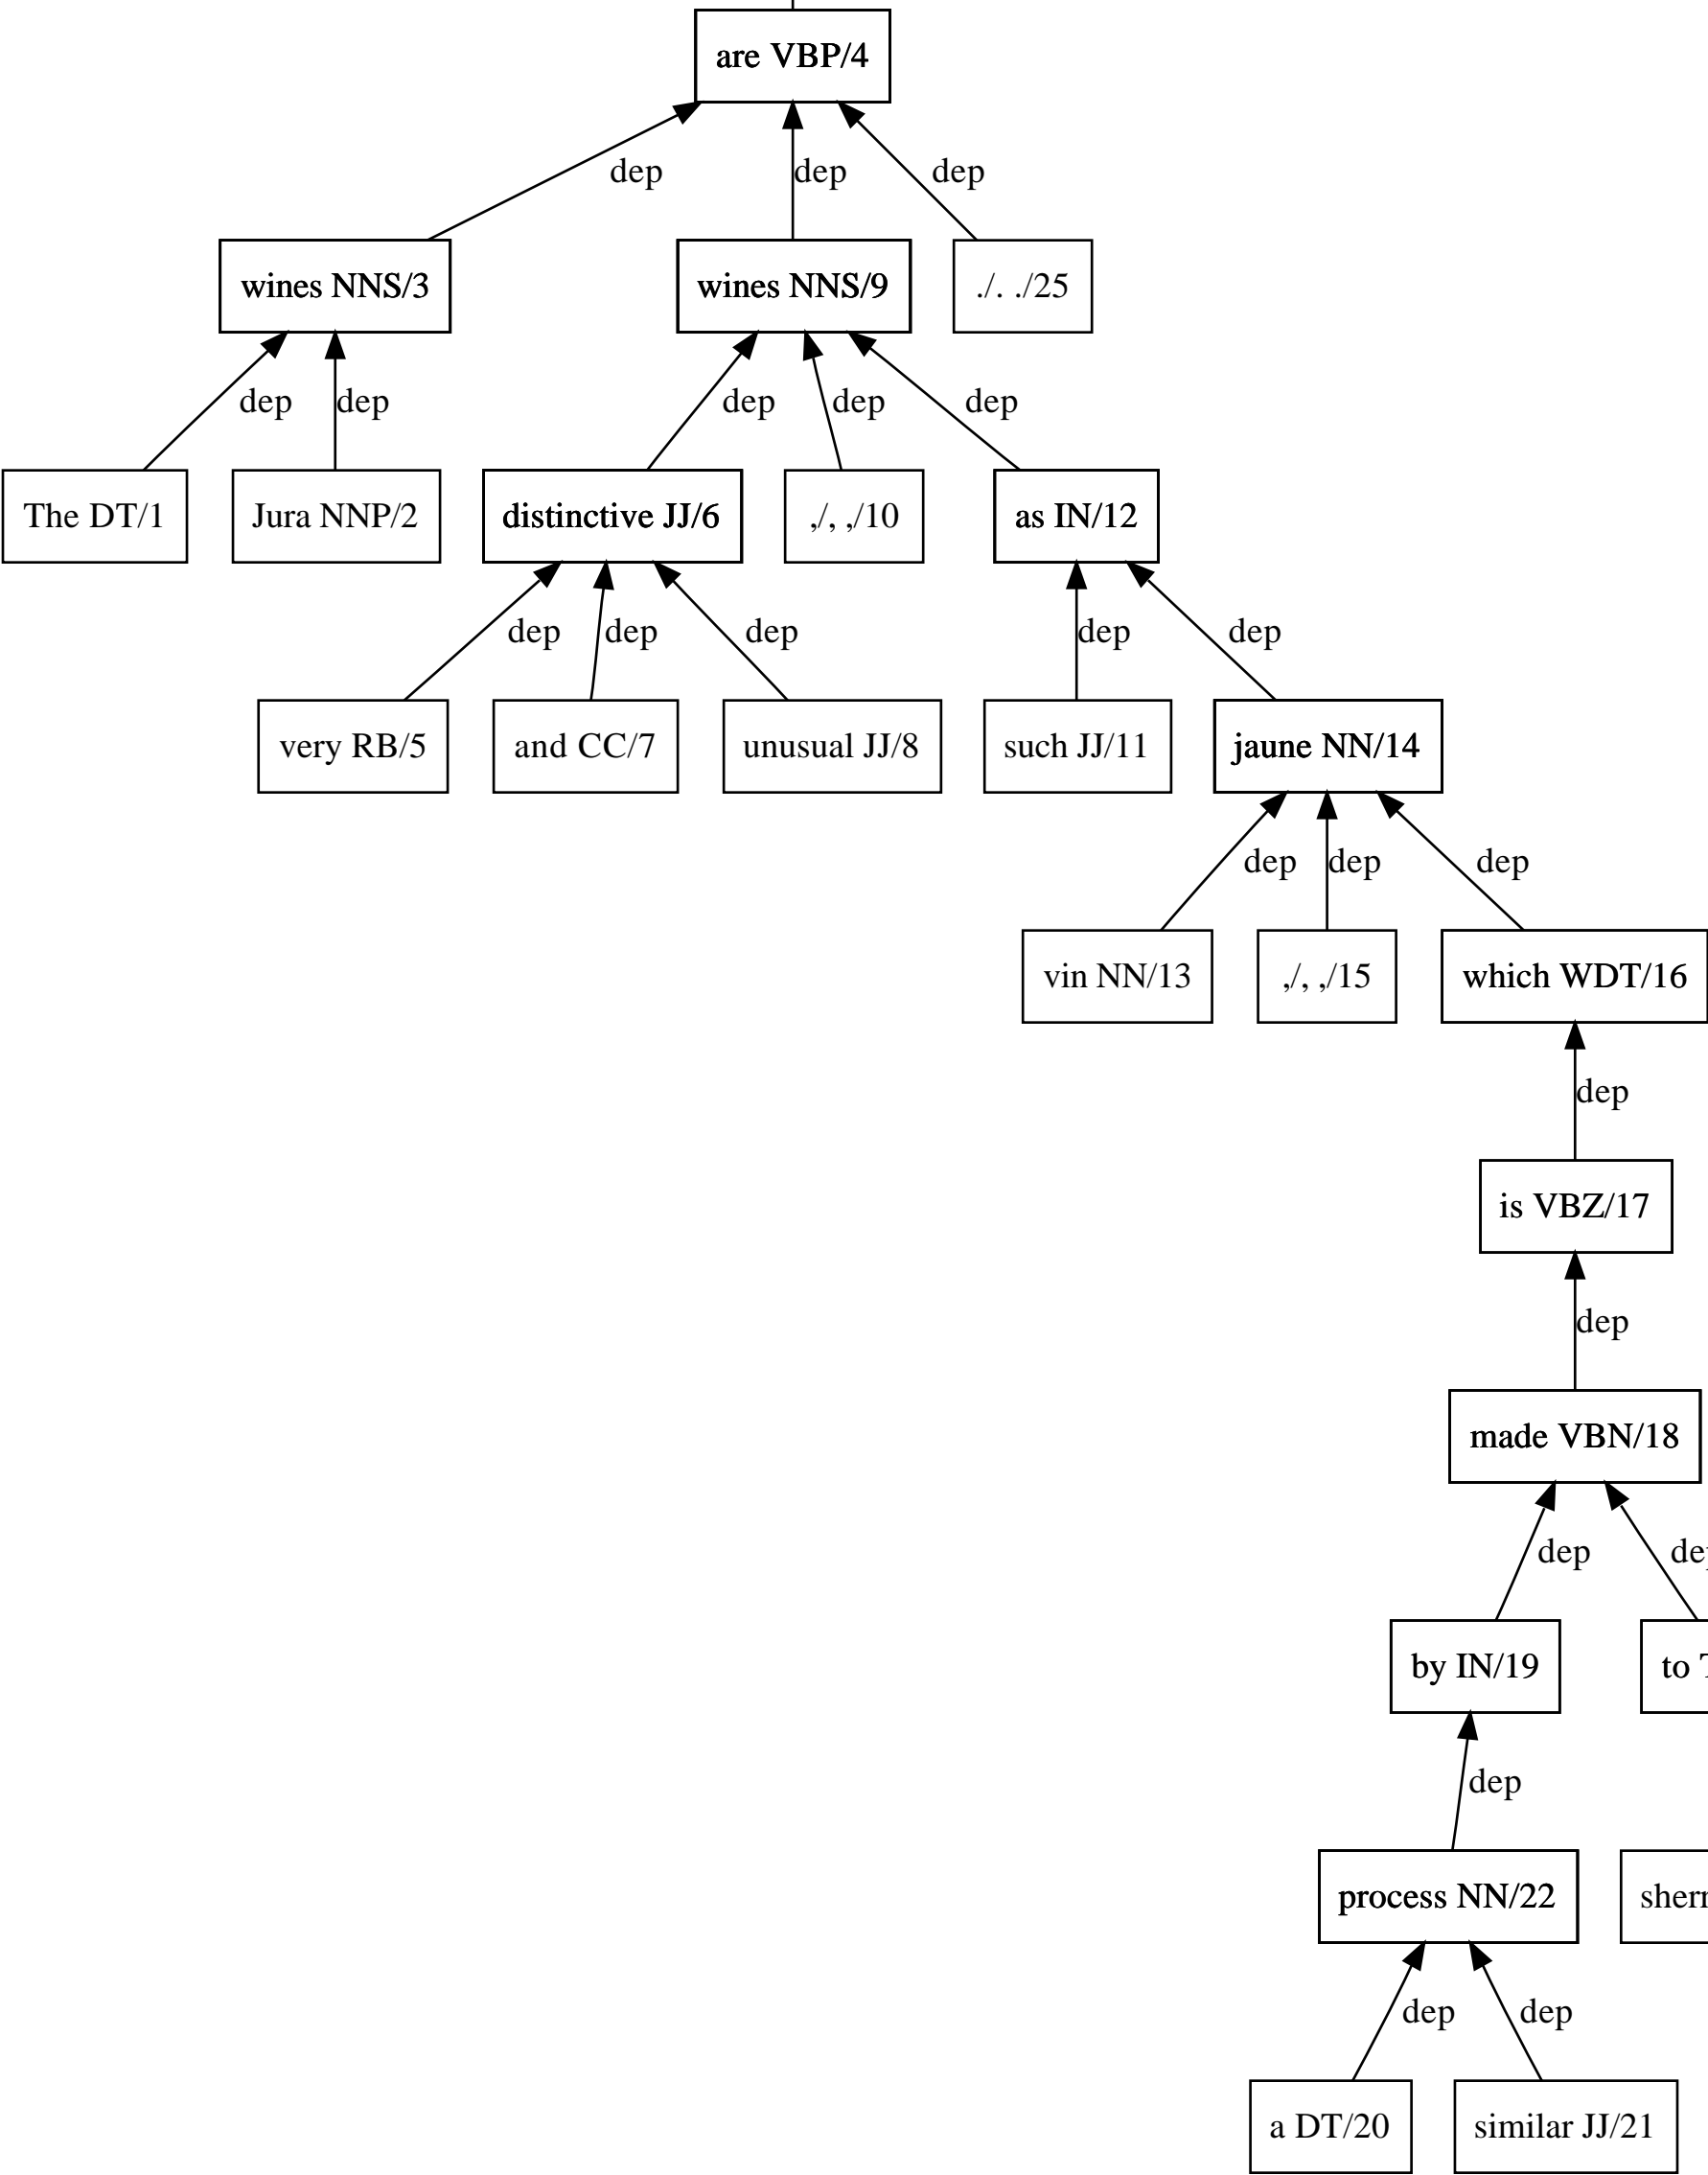 are VBP/4
dep dep dep
wines NNS/3 wines NNS/9 ./. ./25
dep dep dep dep dep
The DT/1 Jura NNP/2 distinctive JJ/6 ,/, ,/10 as IN/12
dep dep dep dep dep
very RB/5 and CC/7 unusual JJ/8 such JJ/11 jaune NN/14
dep dep dep
vin NN/13 ,/, ,/15 which WDT/16
dep
is VBZ/17
dep
made VBN/18
dep
by IN/19 to
dep
process NN/22
dep dep
a DT/20 similar JJ/21